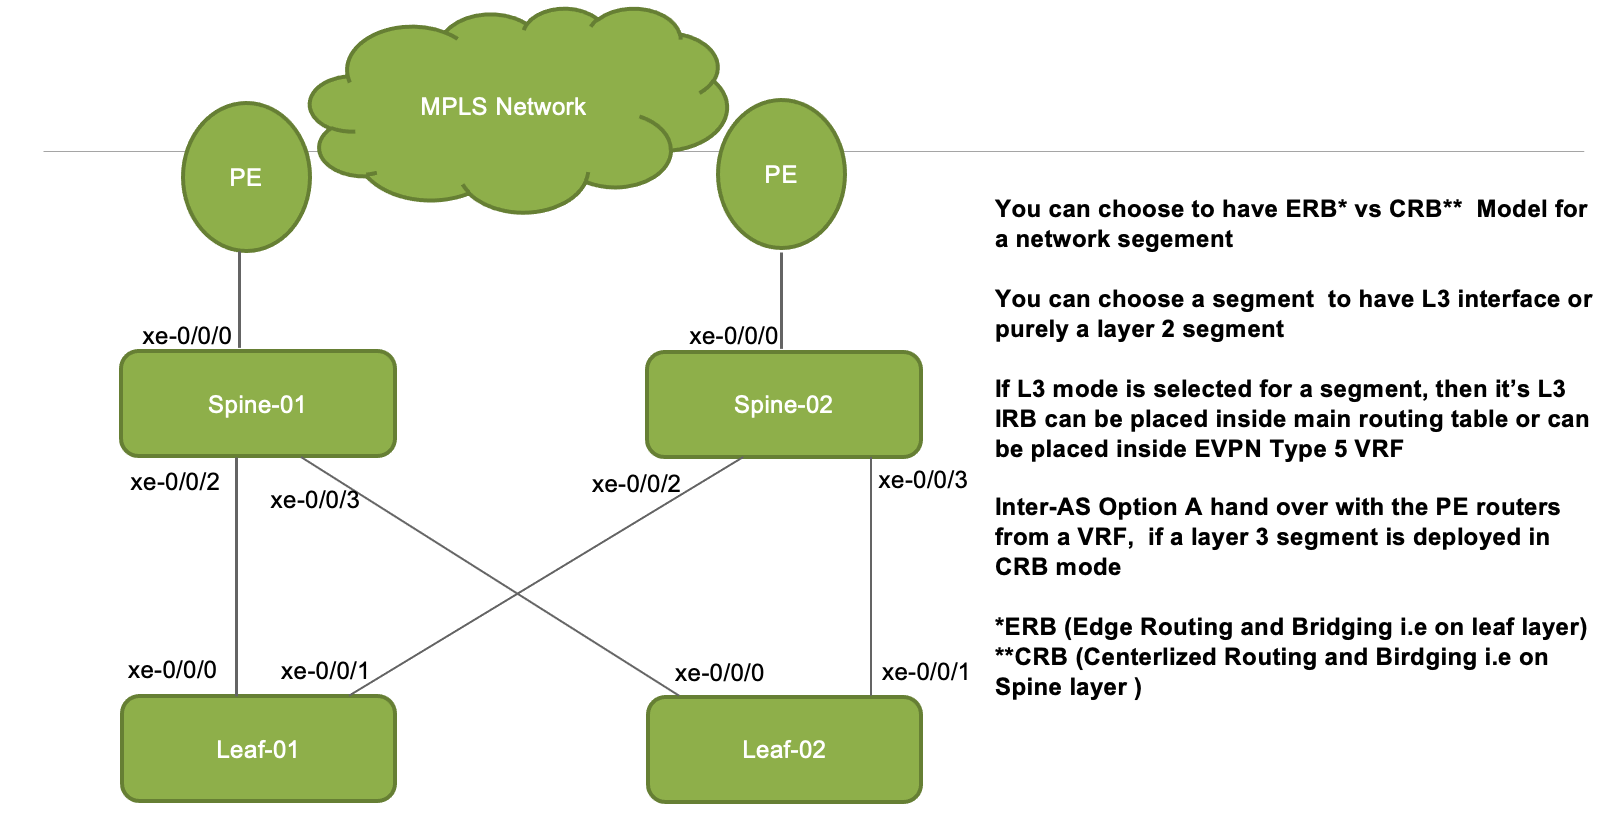 MPLS Network
PE
PE
You can choose to have ERB* vs CRB**  Model for
a network segement
You can choose a segment  to have L3 interface or
purely a layer 2 segment
xe-0/0/0
xe-0/0/0
Spine-01
Spine-02
If L3 mode is selected for a segment, then it’s L3
IRB can be placed inside main routing table or can
be placed inside EVPN Type 5 VRF
xe-0/0/2
xe-0/0/3
xe-0/0/2
xe-0/0/3
Inter-AS Option A hand over with the PE routers
from a VRF,  if a layer 3 segment is deployed in
CRB mode
*ERB (Edge Routing and Bridging i.e on leaf layer)
**CRB (Centerlized Routing and Birdging i.e on
Spine layer )
xe-0/0/0
xe-0/0/1
xe-0/0/0
xe-0/0/1
Leaf-01
Leaf-02